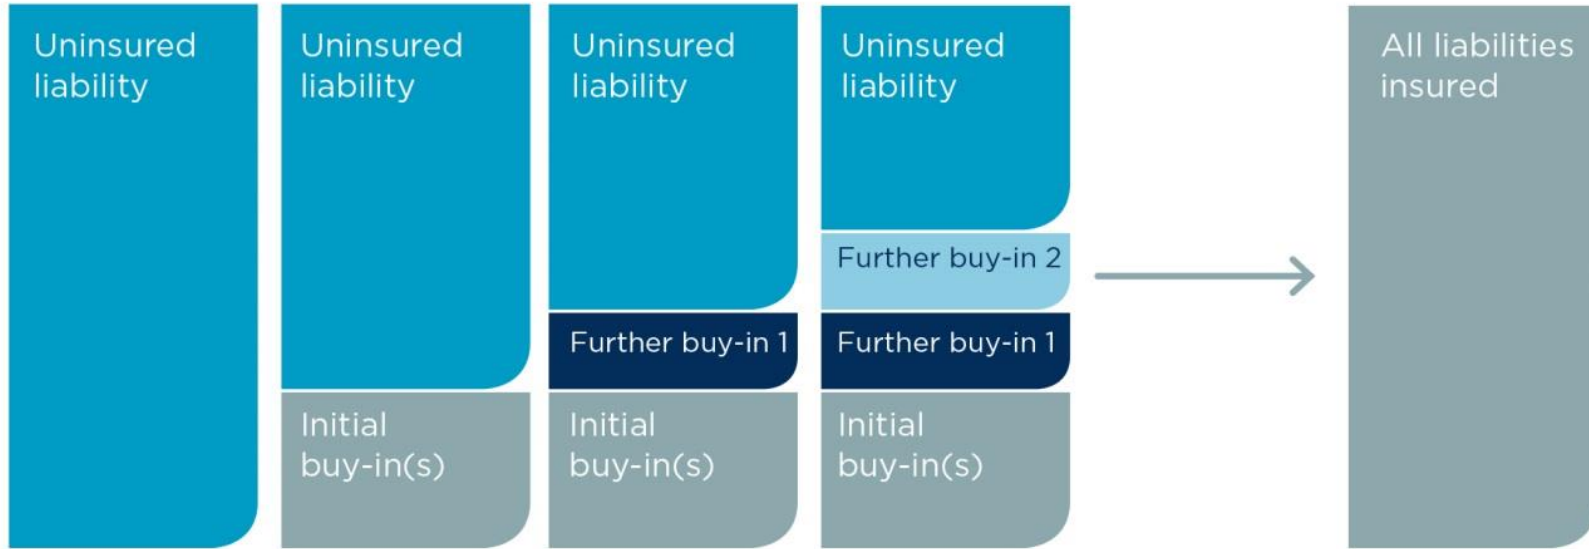 Uninsured
liability
Uninsured
liability
Initial
buy-in(s)
Uninsured
liability
Further buy-in 1
Initial
buy-in(s)
Uninsured
liability
Further buy-in 2
Further buy-in 1
Initial
buy-in(s)
All liabilities
insured